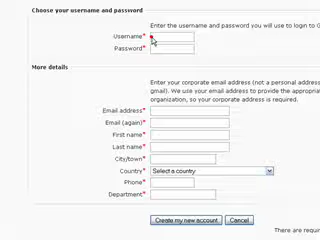 Choose your username and password
Enter the username and password you will use to login to
Username*
Password*
More details
Enter your corporate email address (not a personal address
gmail). We use your email address to provide the appropriat
organization, so your corporate address is required.
Email address*
Email (again)*
First name*
Last name*
City/town*
Country* Select a country
Phone*
Department*
Create my new account Cancel
There are requi